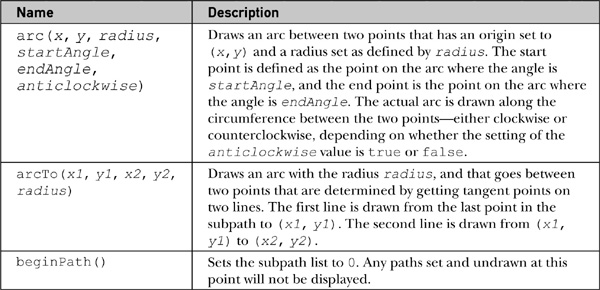 Name Description
arc(x, y, radius, Draws an arc between two points that has an origin set to
startAngle, (x,y) and a radius set as defined by radius. The start
endAngle, point is defined as the point on the arc where the angle is
anticlockwise) startAngle, and the end point is the point on the arc where
the angle is endAngle. The actual arc is drawn along the
circumference between the two points—either clockwise or
counterclockwise, depending on whether the setting of the
anticlockwise value is true or false.
arcTo(x1, y1, x2, y2, Draws an arc with the radius radius, and that goes between
radius) two points that are determined by getting tangent points on
two lines. The first line is drawn from the last point in the
subpath to (x1, y1). The second line is drawn from (x1,
y1) to (x2, y2).
beginPath() Sets the subpath list to 0. Any paths set and undrawn at this
point will not be displayed.